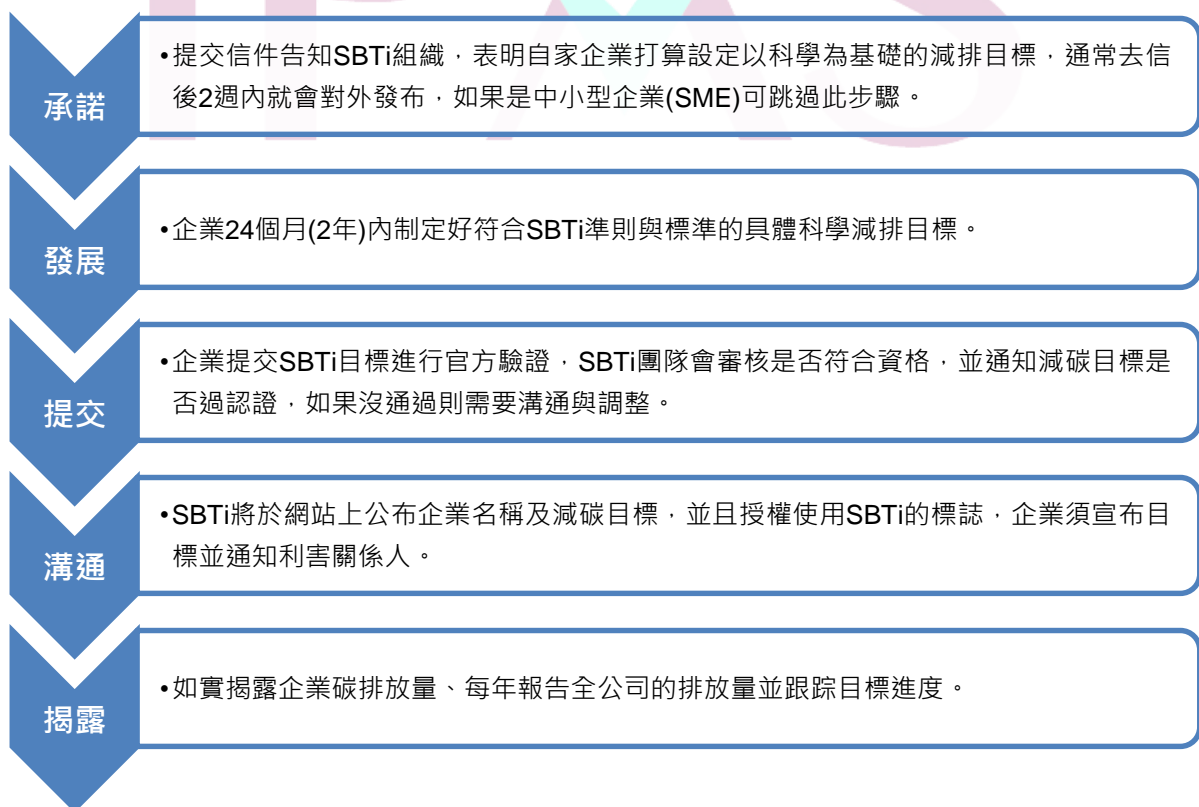 承諾
•提交信件告知SBTi組織，表明自家企業打算設定以科學為基礎的減排目標，通常去信
後2週內就會對外發布，如果是中小型企業(SME)可跳過此步驟。
發展
•企業24個月(2年)內制定好符合SBTi準則與標準的具體科學減排目標。
提交
•企業提交SBTi目標進行官方驗證，SBTi團隊會審核是否符合資格，並通知減碳目標是
否過認證，如果沒通過則需要溝通與調整。
溝通
•SBTi將於網站上公布企業名稱及減碳目標，並且授權使用SBTi的標誌，企業須宣布目
標並通知利害關係人。
揭露
•如實揭露企業碳排放量、每年報告全公司的排放量並跟踪目標進度。